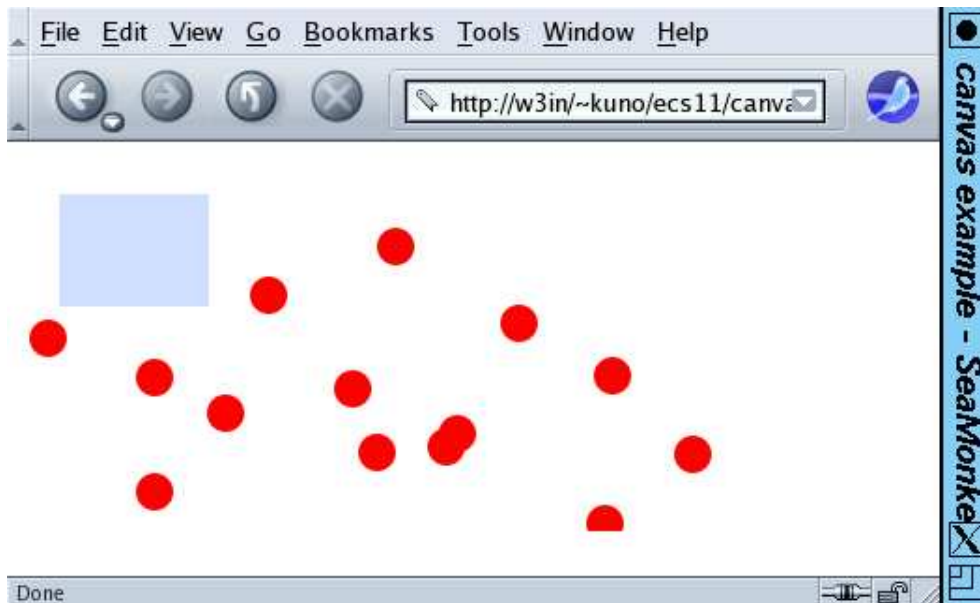 File Edit View Go Bookmarks Tools Window Help
http://w3in/~kuno/ecs11/canva
canvas example - SeaMonke
Done